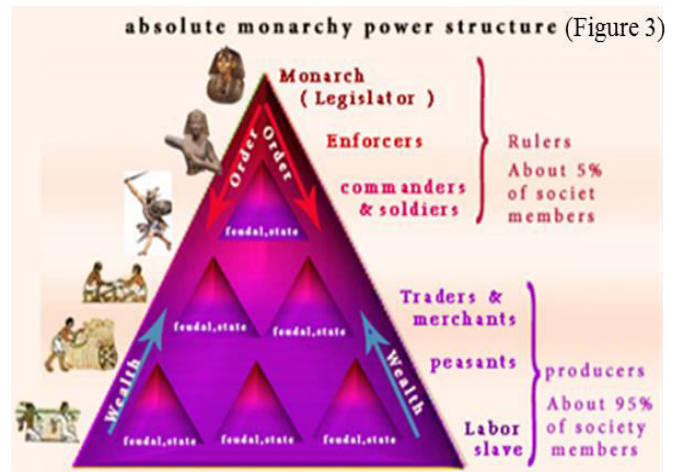 absolute monarchy power structure (Figure 3)
Monarch
( Legislator )
Enforcers
commanders
& soldiers
Rulers
About 5%
of societ
members
Order
Order
feudal,state
feudal,state
feudal,state
feudal,state
feudal,state
feudal,state
Wealth
Wealth
Traders &
merchants
peasants
Labor
slave
producers
About 95%
of society
members